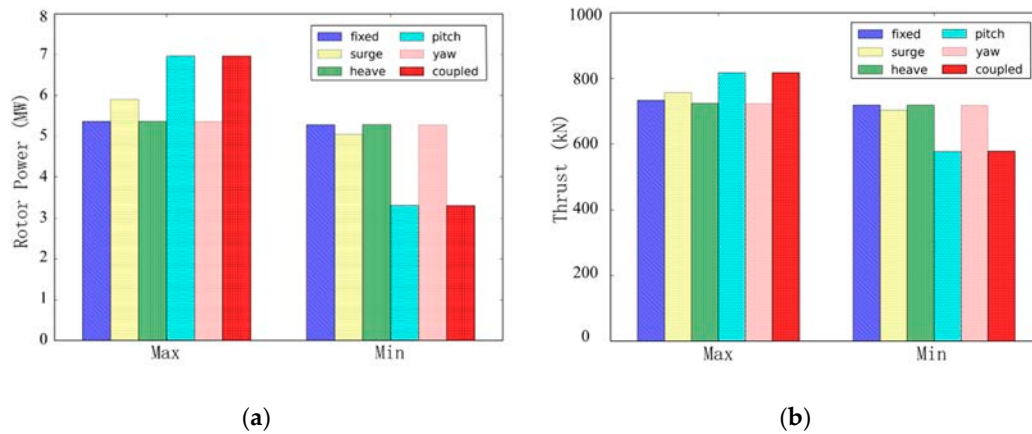 8
7
6
5
4
3
2
1
0
Rotor Power (MW)
fixed
surge
heave
pitch
yaw
coupled
Max
Min
(a)
1000
800
600
400
200
0
Thrust (kN)
fixed
surge
heave
pitch
yaw
coupled
Max
Min
(b)